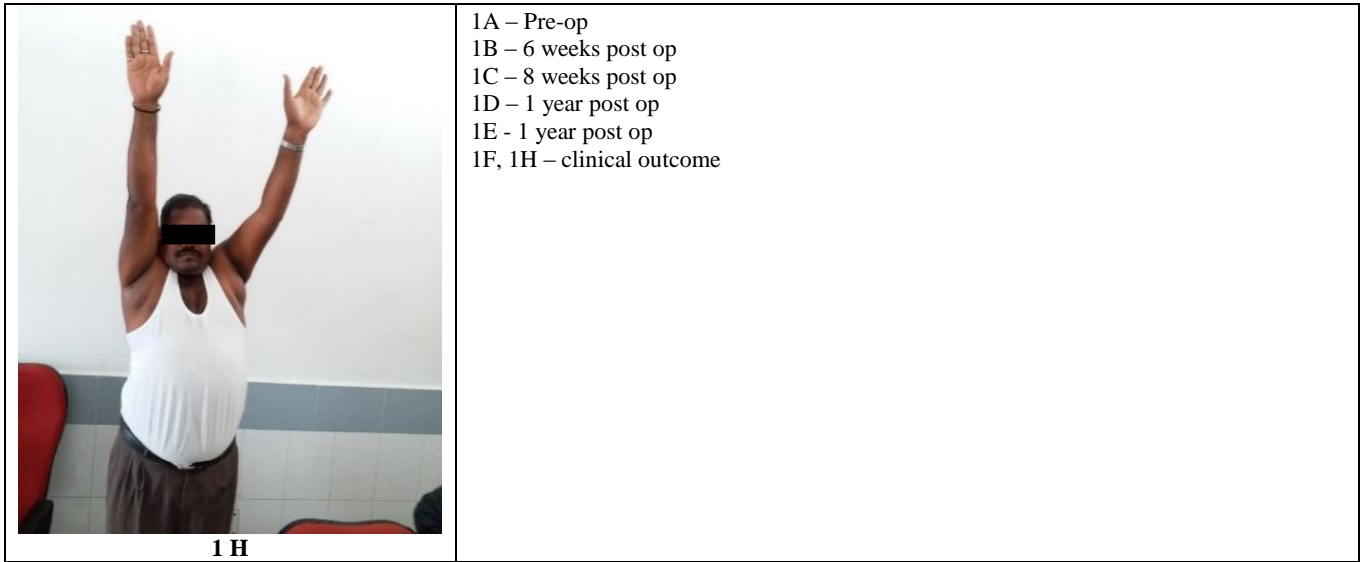 1A – Pre-op
1B – 6 weeks post op
1C – 8 weeks post op
1D – 1 year post op
1E - 1 year post op
1F, 1H – clinical outcome
1 H